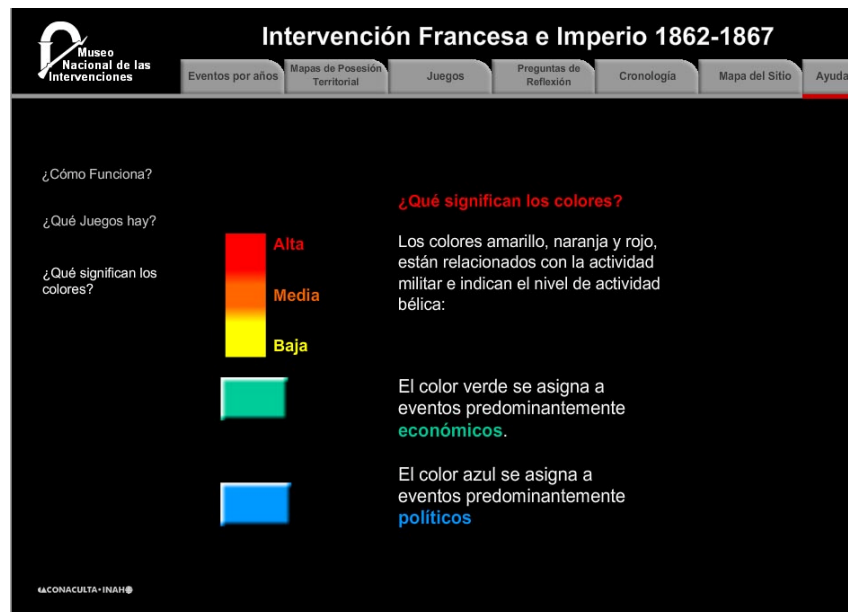 Museo
Nacional de las
Intervenciones
Intervención Francesa e Imperio 1862-1867
Eventos por años
Mapas de Posesión
Territorial
Juegos
Preguntas de
Reflexión
Cronología
Mapa del Sitio
Ayuda
¿Cómo Funciona?
¿Qué Juegos hay?
¿Qué significan los
colores?
Alta
Media
Baja
¿Qué significan los colores?
Los colores amarillo, naranja y rojo,
están relacionados con la actividad
militar e indican el nivel de actividad
bélica:
El color verde se asigna a
eventos predominantemente
económicos.
El color azul se asigna a
eventos predominantemente
políticos
CONACULTA•INAH